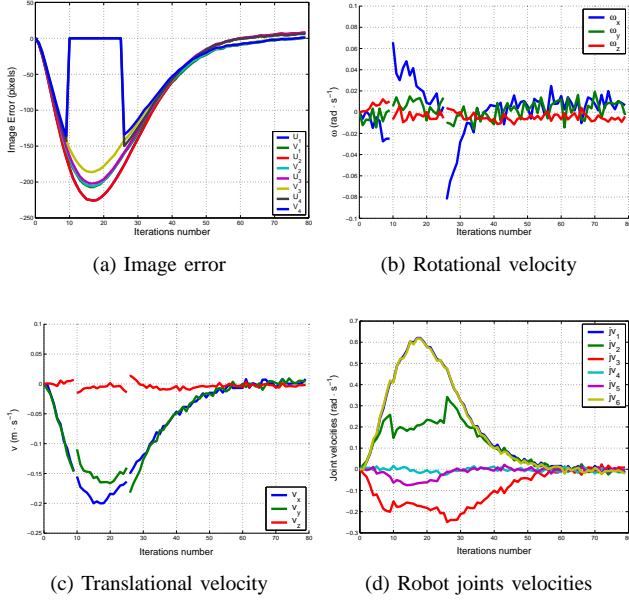 50
0
-50
-100
-150
-200
-250
0 10 20 30 40 50 60 70 80
Image Error (pixels)
Iterations number
U1
V1
U2
V2
U3
V3
U4
V4
(a) Image error
0.1
0.08
0.06
0.04
0.02
0
-0.02
-0.04
-0.06
-0.08
-0.1
0 10 20 30 40 50 60 70 80
ω (rad · s⁻¹)
Iterations number
ωx
ωy
ωz
(b) Rotational velocity
0.1
0.05
0
-0.05
-0.1
-0.15
-0.2
-0.25
0 10 20 30 40 50 60 70 80
v (m · s⁻¹)
Iterations number
vx
vy
vz
(c) Translational velocity
0.7
0.6
0.5
0.4
0.3
0.2
0.1
0
-0.1
-0.2
-0.3
0 10 20 30 40 50 60 70 80
Joint velocities (rad · s⁻¹)
Iterations number
jv1
jv2
jv3
jv4
jv5
jv6
(d) Robot joints velocities